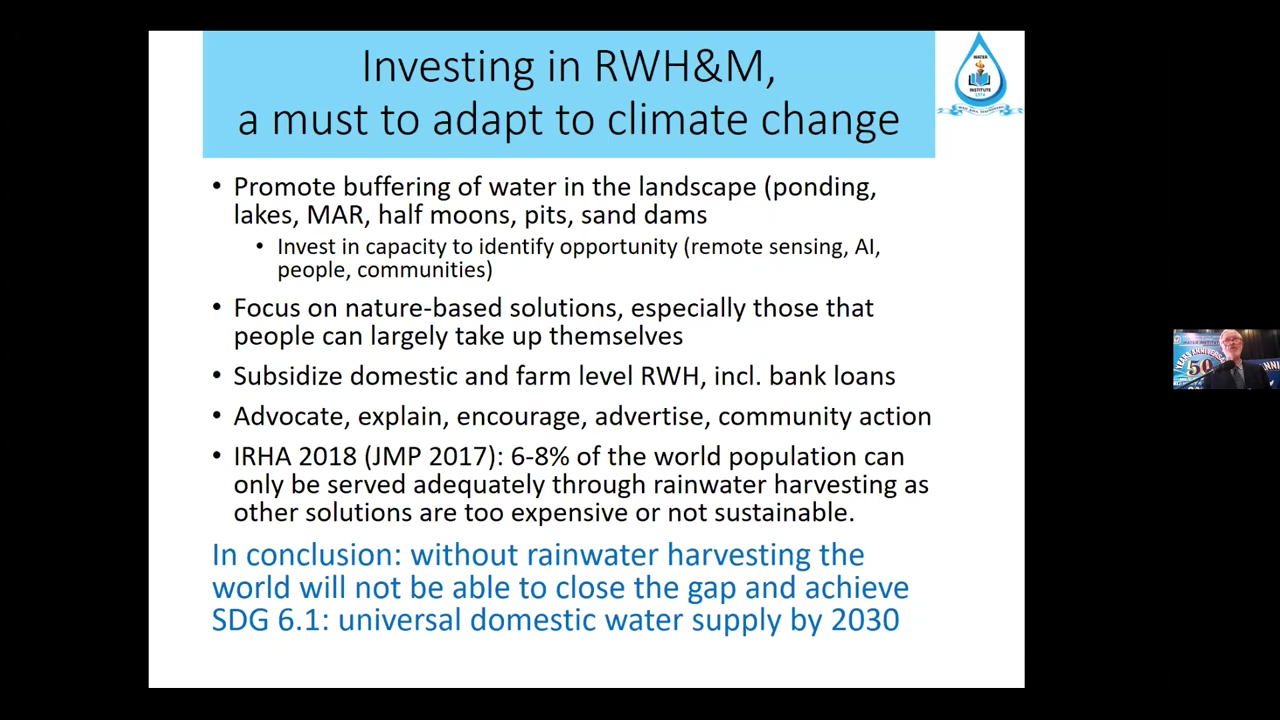 Investing in RWH&M,
a must to adapt to climate change
WATER
INSTITUTE
• Promote buffering of water in the landscape (ponding,
lakes, MAR, half moons, pits, sand dams
• Invest in capacity to identify opportunity (remote sensing, AI,
people, communities)
• Focus on nature-based solutions, especially those that
people can largely take up themselves
• Subsidize domestic and farm level RWH, incl. bank loans
• Advocate, explain, encourage, advertise, community action
• IRHA 2018 (JMP 2017): 6-8% of the world population can
only be served adequately through rainwater harvesting as
other solutions are too expensive or not sustainable.
In conclusion: without rainwater harvesting the
world will not be able to close the gap and achieve
SDG 6.1: universal domestic water supply by 2030
YEARS ANNIVERSA
50